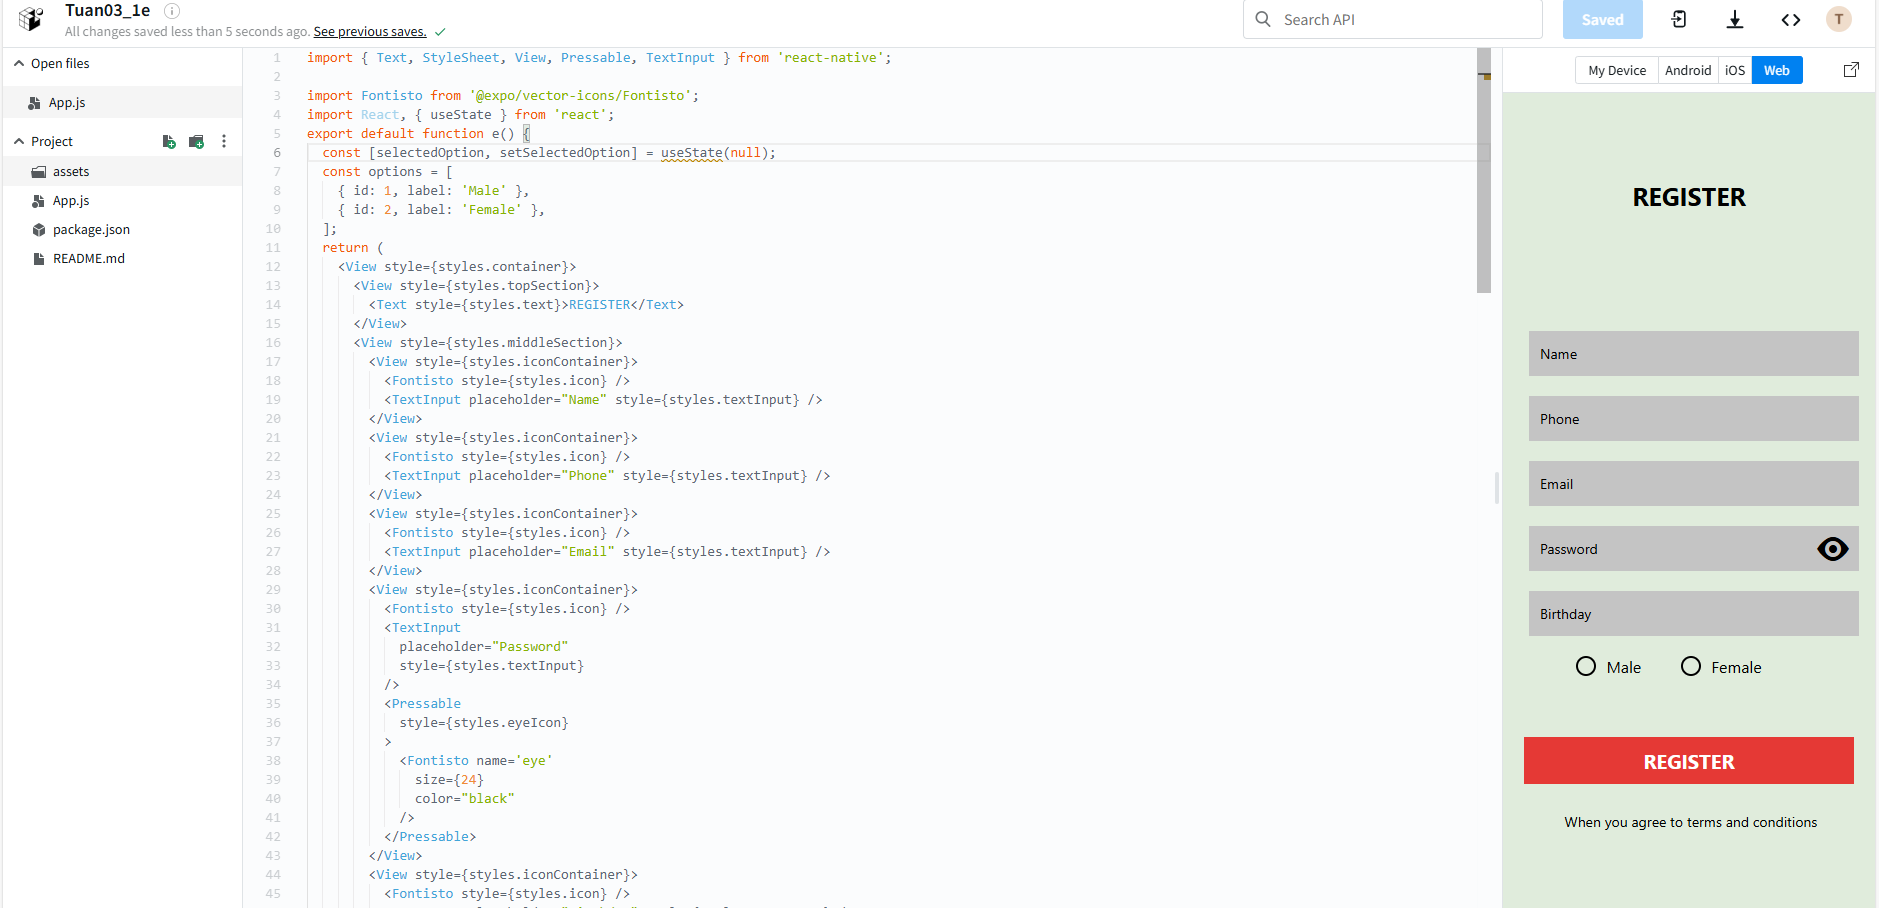 Tuan03_1e
All changes saved less than 5 seconds ago. See previous saves.
Search API
Saved
T
Open files
App.js
Project
assets
App.js
package.json
README.md
1 import { Text, StyleSheet, View, Pressable, TextInput } from 'react-native';
2
3 import Fontisto from '@expo/vector-icons/Fontisto';
4 import React, { useState } from 'react';
5 export default function e() {
6 const [selectedOption, setSelectedOption] = useState(null);
7 const options = [
8 { id: 1, label: 'Male' },
9 { id: 2, label: 'Female' },
10 ];
11 return (
12 <View style={styles.container}>
13 <View style={styles.topSection}>
14 <Text style={styles.text}>REGISTER</Text>
15 </View>
16 <View style={styles.middleSection}>
17 <View style={styles.iconContainer}>
18 <Fontisto style={styles.icon} />
19 <TextInput placeholder="Name" style={styles.textInput} />
20 </View>
21 <View style={styles.iconContainer}>
22 <Fontisto style={styles.icon} />
23 <TextInput placeholder="Phone" style={styles.textInput} />
24 </View>
25 <View style={styles.iconContainer}>
26 <Fontisto style={styles.icon} />
27 <TextInput placeholder="Email" style={styles.textInput} />
28 </View>
29 <View style={styles.iconContainer}>
30 <Fontisto style={styles.icon} />
31 <TextInput
32 placeholder="Password"
33 style={styles.textInput}
34 />
35 <Pressable
36 style={styles.eyeIcon}
37 >
38 <Fontisto name='eye'
39 size={24}
40 color="black"
41 />
42 </Pressable>
43 </View>
44 <View style={styles.iconContainer}>
45 <Fontisto style={styles.icon} />
My Device
Android
iOS
Web
REGISTER
Name
Phone
Email
Password
Birthday
Male
Female
REGISTER
When you agree to terms and conditions